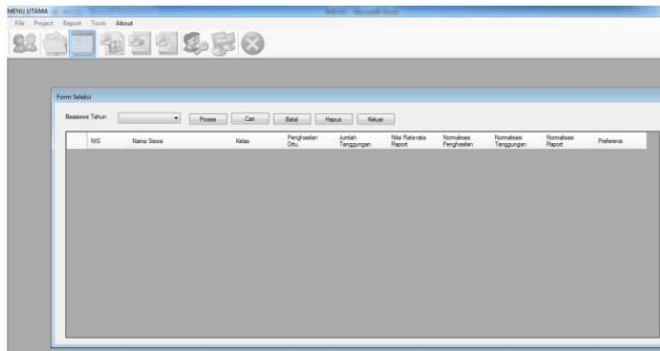 MENU UTAMA
File Project Report Tools About
Form Seleksi
Beasiswa Tahun Proses Cari Batal Hapus Keluar
NIS Nama Siswa Kelas Penghasilan Ortu Jumlah Tanggungan Nilai Rata-rata Raport Normalisasi Penghasilan Normalisasi Tanggungan Normalisasi Raport Preferensi